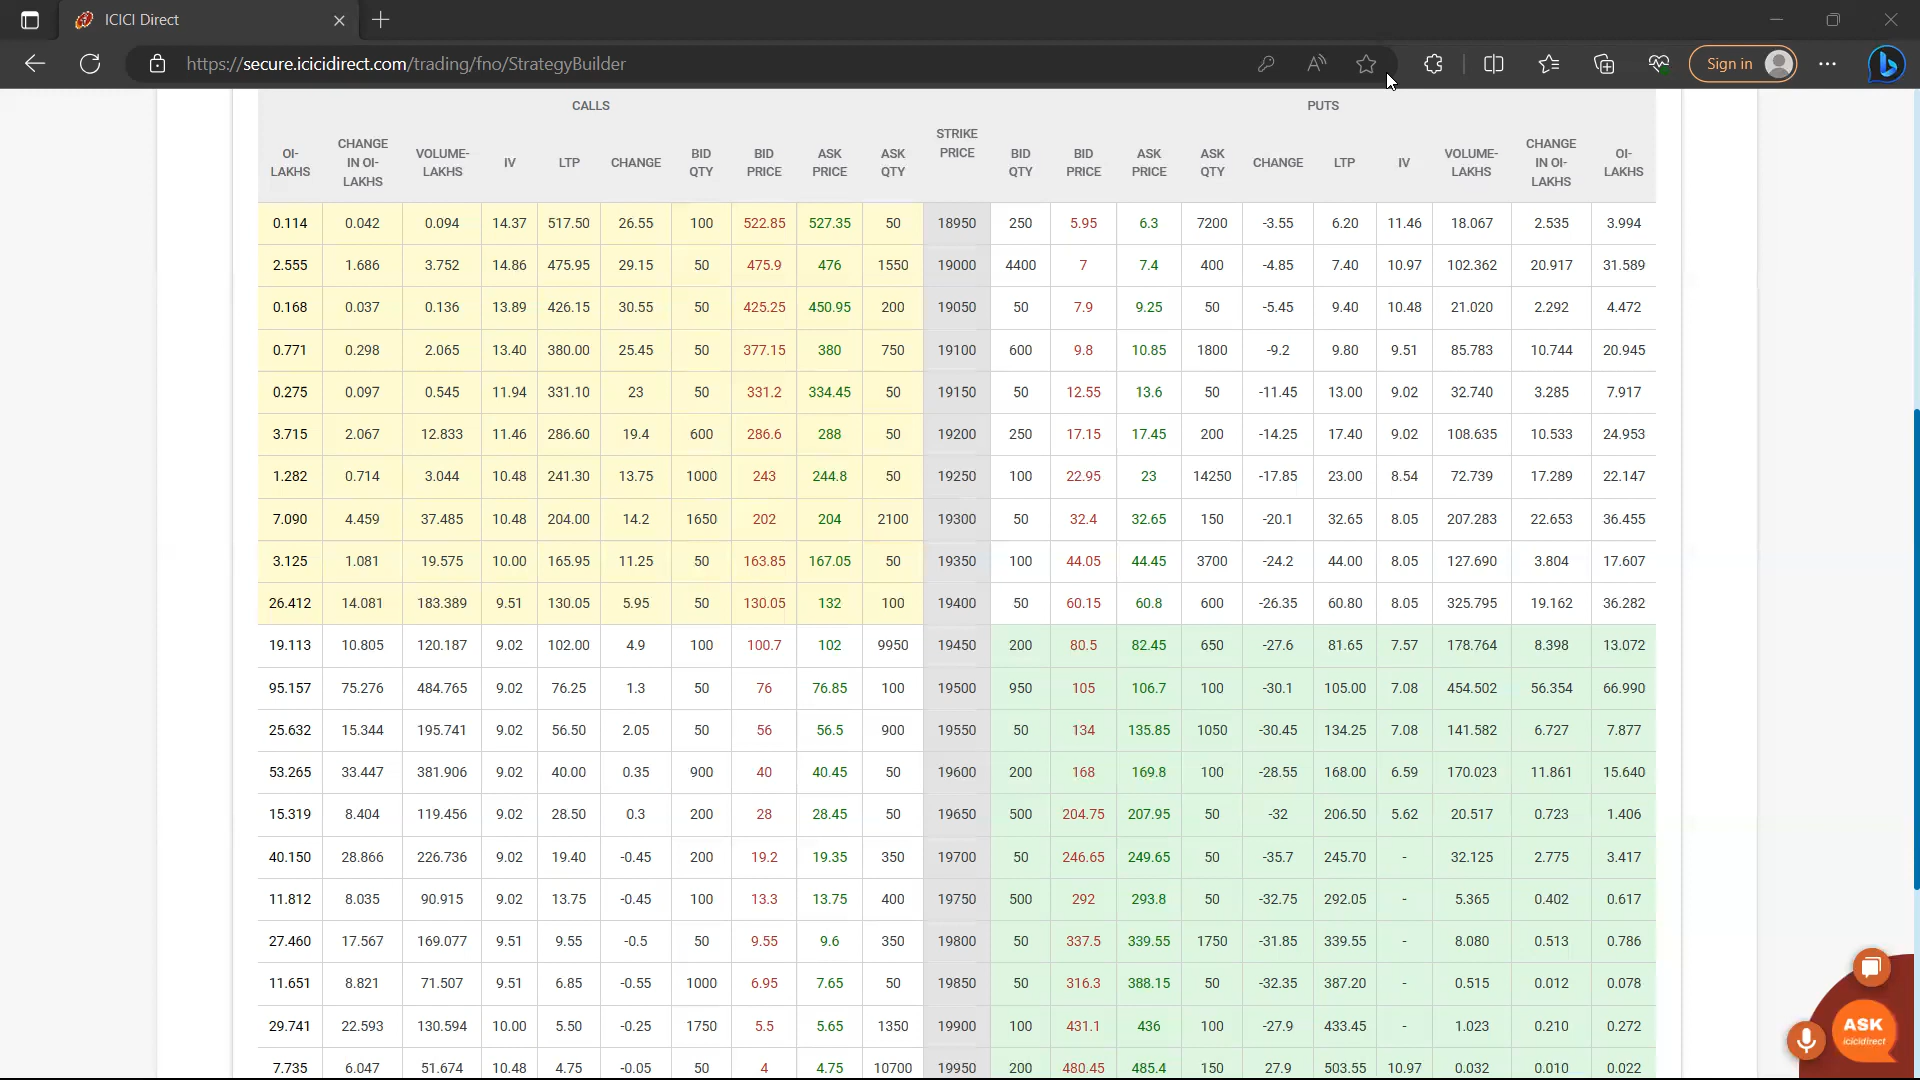 ICICI Direct
https://secure.icicidirect.com/trading/fno/StrategyBuilder
Sign in
CALLS PUTS
OI-LAKHS CHANGE IN OI-LAKHS VOLUME-LAKHS IV LTP CHANGE BID QTY BID PRICE ASK PRICE ASK QTY STRIKE PRICE BID QTY BID PRICE ASK PRICE ASK QTY CHANGE LTP IV VOLUME-LAKHS CHANGE IN OI-LAKHS OI-LAKHS
0.114 0.042 0.094 14.37 517.50 26.55 100 522.85 527.35 50 18950 250 5.95 6.3 7200 -3.55 6.20 11.46 18.067 2.535 3.994
2.555 1.686 3.752 14.86 475.95 29.15 50 475.9 476 1550 19000 4400 7 7.4 400 -4.85 7.40 10.97 102.362 20.917 31.589
0.168 0.037 0.136 13.89 426.15 30.55 50 425.25 450.95 200 19050 50 7.9 9.25 50 -5.45 9.40 10.48 21.020 2.292 4.472
0.771 0.298 2.065 13.40 380.00 25.45 50 377.15 380 750 19100 600 9.8 10.85 1800 -9.2 9.80 9.51 85.783 10.744 20.945
0.275 0.097 0.545 11.94 331.10 23 50 331.2 334.45 50 19150 50 12.55 13.6 50 -11.45 13.00 9.02 32.740 3.285 7.917
3.715 2.067 12.833 11.46 286.60 19.4 600 286.6 288 50 19200 250 17.15 17.45 200 -14.25 17.40 9.02 108.635 10.533 24.953
1.282 0.714 3.044 10.48 241.30 13.75 1000 243 244.8 50 19250 100 22.95 23 14250 -17.85 23.00 8.54 72.739 17.289 22.147
7.090 4.459 37.485 10.48 204.00 14.2 1650 202 204 2100 19300 50 32.4 32.65 150 -20.1 32.65 8.05 207.283 22.653 36.455
3.125 1.081 19.575 10.00 165.95 11.25 50 163.85 167.05 50 19350 100 44.05 44.45 3700 -24.2 44.00 8.05 127.690 3.804 17.607
26.412 14.081 183.389 9.51 130.05 5.95 50 130.05 132 100 19400 50 60.15 60.8 600 -26.35 60.80 8.05 325.795 19.162 36.282
19.113 10.805 120.187 9.02 102.00 4.9 100 100.7 102 9950 19450 200 80.5 82.45 650 -27.6 81.65 7.57 178.764 8.398 13.072
95.157 75.276 484.765 9.02 76.25 1.3 50 76 76.85 100 19500 950 105 106.7 100 -30.1 105.00 7.08 454.502 56.354 66.990
25.632 15.344 195.741 9.02 56.50 2.05 50 56 56.5 900 19550 50 134 135.85 1050 -30.45 134.25 7.08 141.582 6.727 7.877
53.265 33.447 381.906 9.02 40.00 0.35 900 40 40.45 50 19600 200 168 169.8 100 -28.55 168.00 6.59 170.023 11.861 15.640
15.319 8.404 119.456 9.02 28.50 0.3 200 28 28.45 50 19650 500 204.75 207.95 50 -32 206.50 5.62 20.517 0.723 1.406
40.150 28.866 226.736 9.02 19.40 -0.45 200 19.2 19.35 350 19700 50 246.65 249.65 50 -35.7 245.70 - 32.125 2.775 3.417
11.812 8.035 90.915 9.02 13.75 -0.45 100 13.3 13.75 400 19750 500 292 293.8 50 -32.75 292.05 - 5.365 0.402 0.617
27.460 17.567 169.077 9.51 9.55 -0.5 50 9.55 9.6 350 19800 50 337.5 339.55 1750 -31.85 339.55 - 8.080 0.513 0.786
11.651 8.821 71.507 9.51 6.85 -0.55 1000 6.95 7.65 50 19850 50 316.3 388.15 50 -32.35 387.20 - 0.515 0.012 0.078
29.741 22.593 130.594 10.00 5.50 -0.25 1750 5.5 5.65 1350 19900 100 431.1 436 100 -27.9 433.45 - 1.023 0.210 0.272
7.735 6.047 51.674 10.48 4.75 -0.05 50 4 4.75 10700 19950 200 480.45 485.4 150 27.9 503.55 10.97 0.032 0.010 0.022
ASK
icicidirect